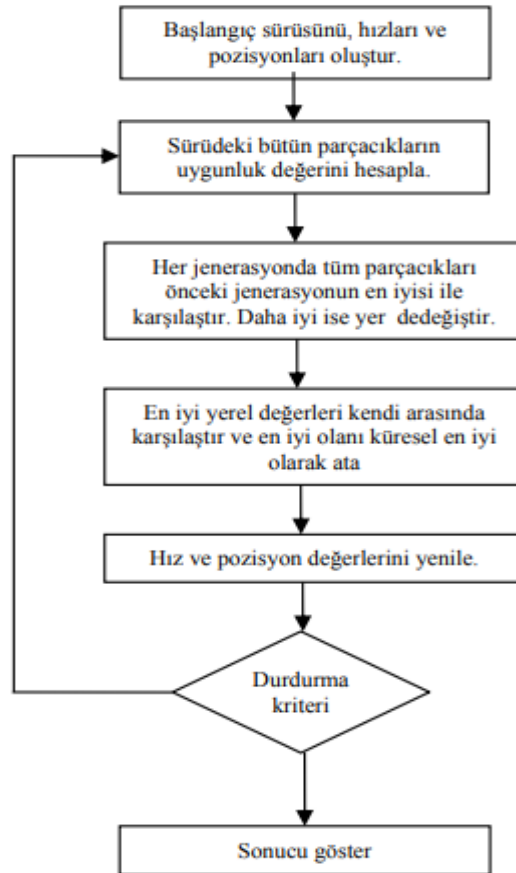 Başlangıç sürüsünü, hızları ve
pozisyonları oluştur.
Sürüdeki bütün parçacıkların
uygunluk değerini hesapla.
Her jenerasyonda tüm parçacıkları
önceki jenerasyonun en iyisi ile
karşılaştır. Daha iyi ise yer dedeğiştir.
En iyi yerel değerleri kendi arasında
karşılaştır ve en iyi olanı küresel en iyi
olarak ata
Hız ve pozisyon değerlerini yenile.
Durdurma
kriteri
Sonucu göster